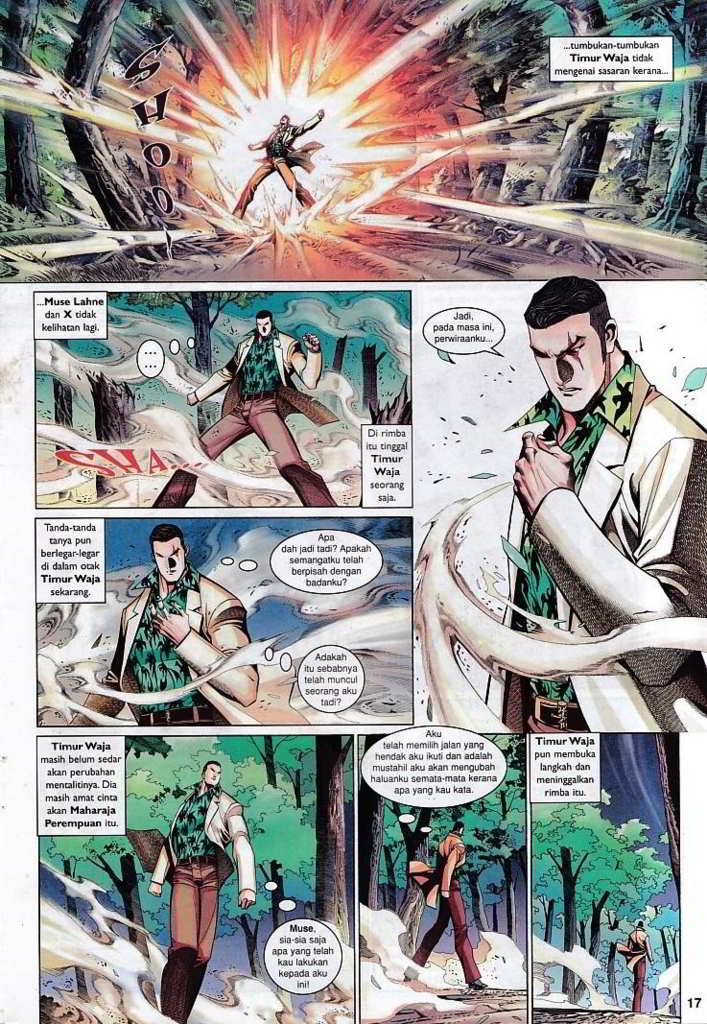 ...tumbukan-tumbukan
Timur Waja tidak
mengenai sasaran kerana...
SHOOO!
...Muse Lahne
dan X tidak
kelihatan lagi.
...
SHA...
Di rimba
itu tinggal
Timur
Waja
seorang
saja.
Jadi,
pada masa ini,
perwiraanku...
Tanda-tanda
tanya pun
berlegar-legar
di dalam otak
Timur Waja
sekarang.
Apa
dah jadi tadi? Apakah
semangatku telah
berpisah dengan
badanku?
Adakah
itu sebabnya
telah muncul
seorang aku
tadi?
Timur Waja
masih belum sedar
akan perubahan
mentalitinya. Dia
masih amat cinta
akan Maharaja
Perempuan itu.
Muse,
sia-sia saja
apa yang telah
kau lakukan
kepada aku
ini!
Aku
telah memilih jalan yang
hendak aku ikuti dan adalah
mustahil aku akan mengubah
haluanku semata-mata kerana
apa yang kau kata.
Timur Waja
pun membuka
langkah dan
meninggalkan
rimba itu.
17